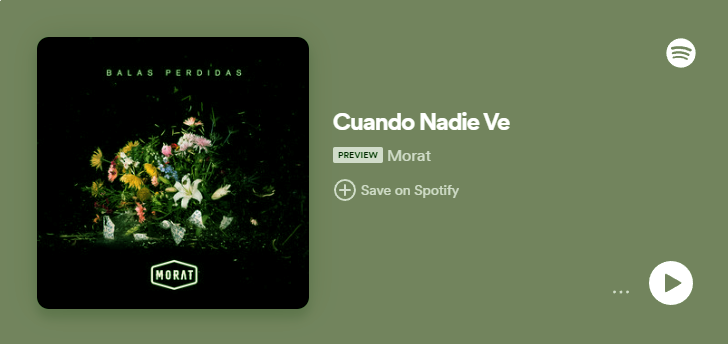 BALAS PERDIDAS
MORAT
Cuando Nadie Ve
PREVIEW Morat
Save on Spotify